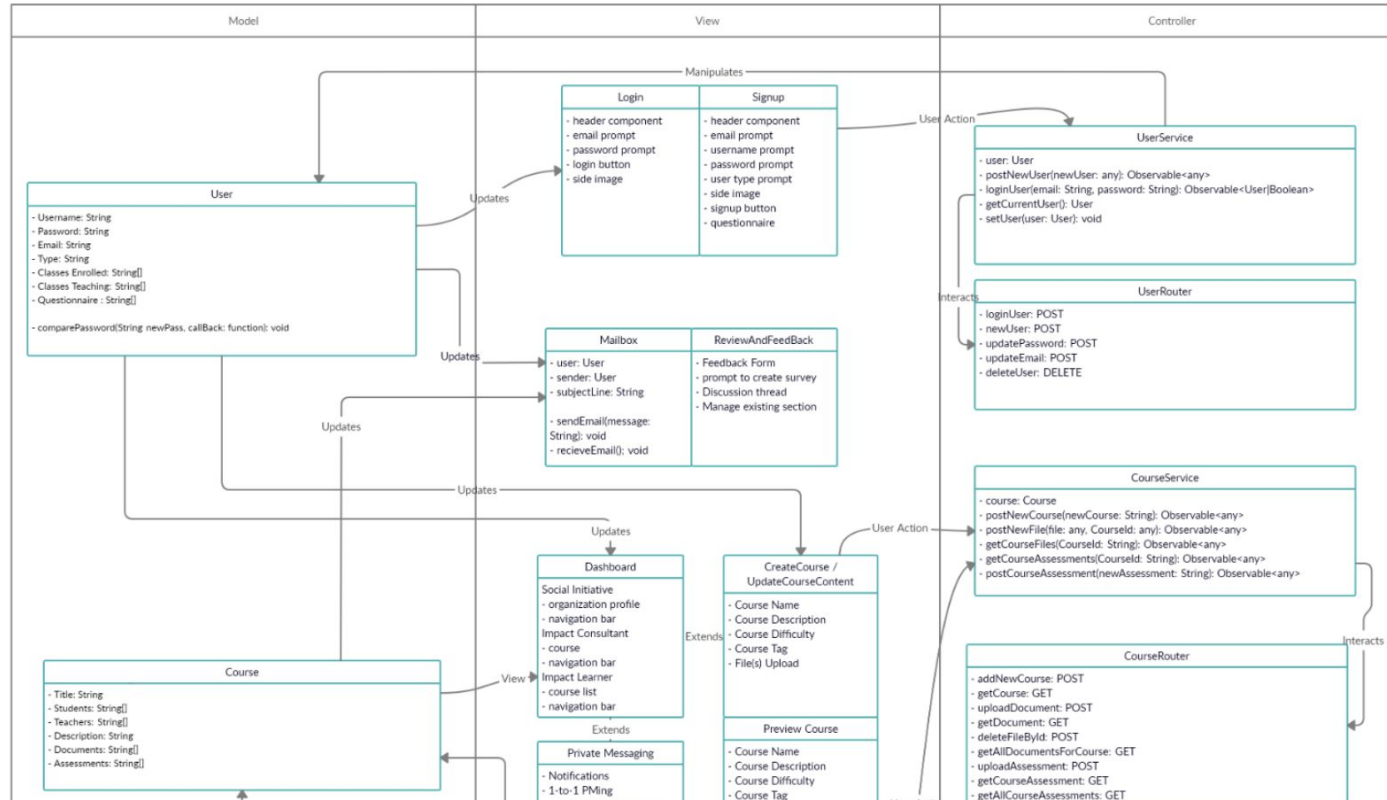 Model
View
Controller
Manipulates
Login
- header component
- email prompt
- password prompt
- login button
- side image
Signup
- header component
- email prompt
- username prompt
- password prompt
- user type prompt
- side image
- signup button
- questionnaire
User Action
UserService
- user: User
- postNewUser(newUser: any): Observable<any>
- loginUser(email: String, password: String): Observable<User|Boolean>
- getCurrentUser(): User
- setUser(user: User): void
User
- Username: String
- Password: String
- Email: String
- Type: String
- Classes Enrolled: String[]
- Classes Teaching: String[]
- Questionnaire : String[]
- comparePassword(String newPass, callBack: function): void
Updates
Interacts
UserRouter
- loginUser: POST
- newUser: POST
- updatePassword: POST
- updateEmail: POST
- deleteUser: DELETE
Updates
Mailbox
- user: User
- sender: User
- subjectLine: String
- sendEmail(message:
String): void
- recieveEmail(); void
ReviewAndFeedBack
- Feedback Form
- prompt to create survey
- Discussion thread
- Manage existing section
Updates
Updates
Updates
User Action
CourseService
- course: Course
- postNewCourse(newCourse: String): Observable<any>
- postNewFile(file: any, CourseId: any): Observable<any>
- getCourseFiles(CourseId: String): Observable<any>
- getCourseAssessments(CourseId: String): Observable<any>
- postCourseAssessment(newAssessment: String): Observable<any>
Dashboard
Social Initiative
- organization profile
- navigation bar
Impact Consultant
- course
- navigation bar
Impact Learner
- course list
- navigation bar
Extends
CreateCourse /
UpdateCourseContent
- Course Name
- Course Description
- Course Difficulty
- Course Tag
- File(s) Upload
Interacts
Course
- Title: String
- Students: String[]
- Teachers: String[]
- Description: String
- Documents: String[]
- Assessments: String[]
View
Extends
Private Messaging
- Notifications
- 1-to-1 PMing
Preview Course
- Course Name
- Course Description
- Course Difficulty
- Course Tag
CourseRouter
- addNewCourse: POST
- getCourse: GET
- uploadDocument: POST
- getDocument: GET
- deleteFileById: POST
- getAllDocumentsForCourse: GET
- uploadAssessment: POST
- getCourseAssessment: GET
- getAllCourseAssessments: GET